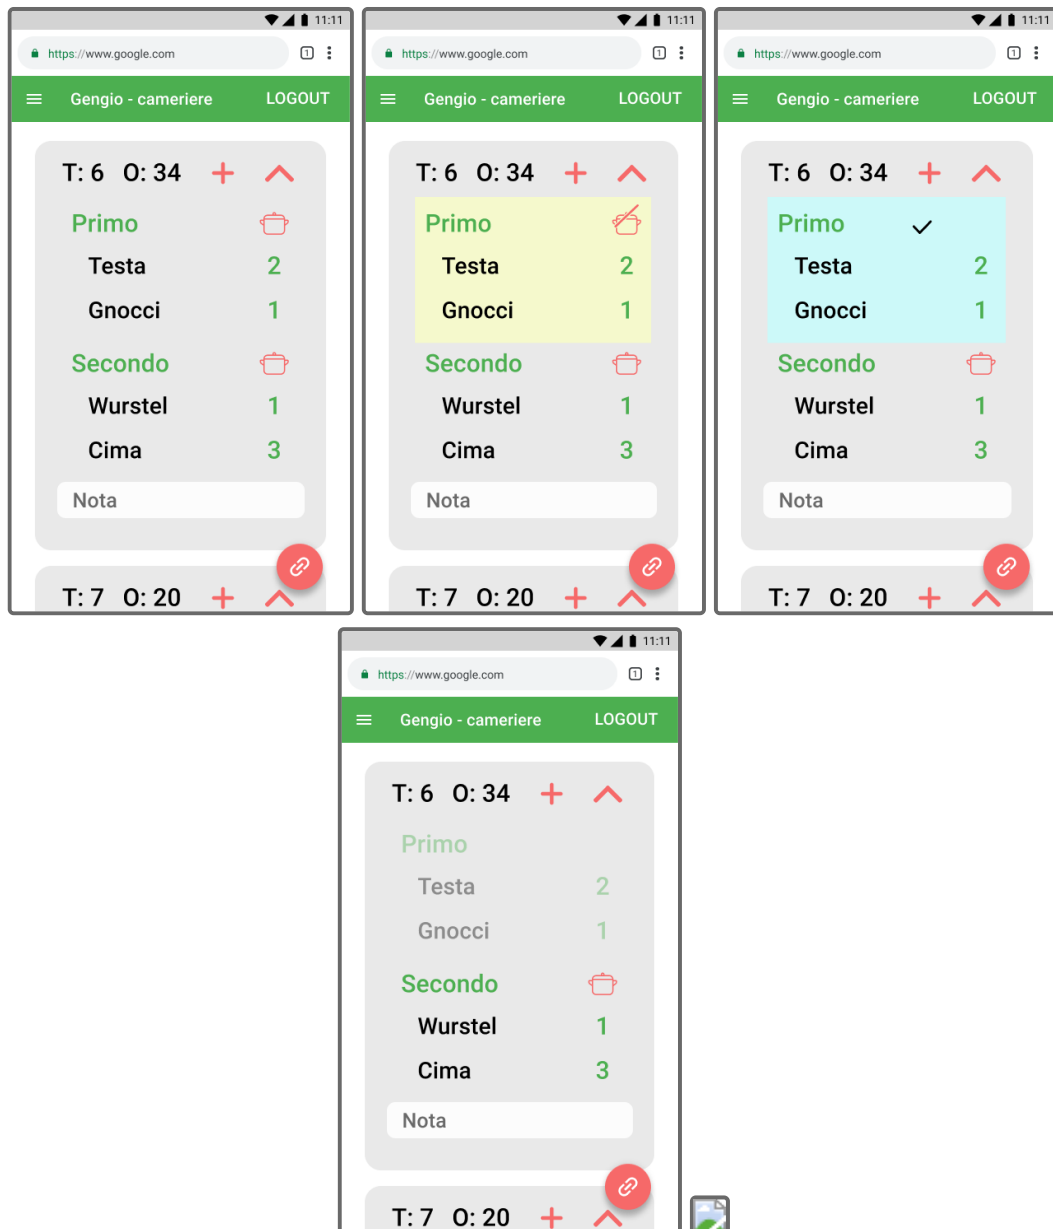 11:11
https://www.google.com
1
Gengio - cameriere LOGOUT
T: 6 O: 34 +
Primo
Testa 2
Gnocci 1
Secondo
Wurstel 1
Cima 3
Nota
T: 7 O: 20 +
11:11
https://www.google.com
1
Gengio - cameriere LOGOUT
T: 6 O: 34 +
Primo
Testa 2
Gnocci 1
Secondo
Wurstel 1
Cima 3
Nota
T: 7 O: 20 +
11:11
https://www.google.com
1
Gengio - cameriere LOGOUT
T: 6 O: 34 +
Primo
Testa 2
Gnocci 1
Secondo
Wurstel 1
Cima 3
Nota
T: 7 O: 20 +
11:11
https://www.google.com
1
Gengio - cameriere LOGOUT
T: 6 O: 34 +
Primo
Testa 2
Gnocci 1
Secondo
Wurstel 1
Cima 3
Nota
T: 7 O: 20 +